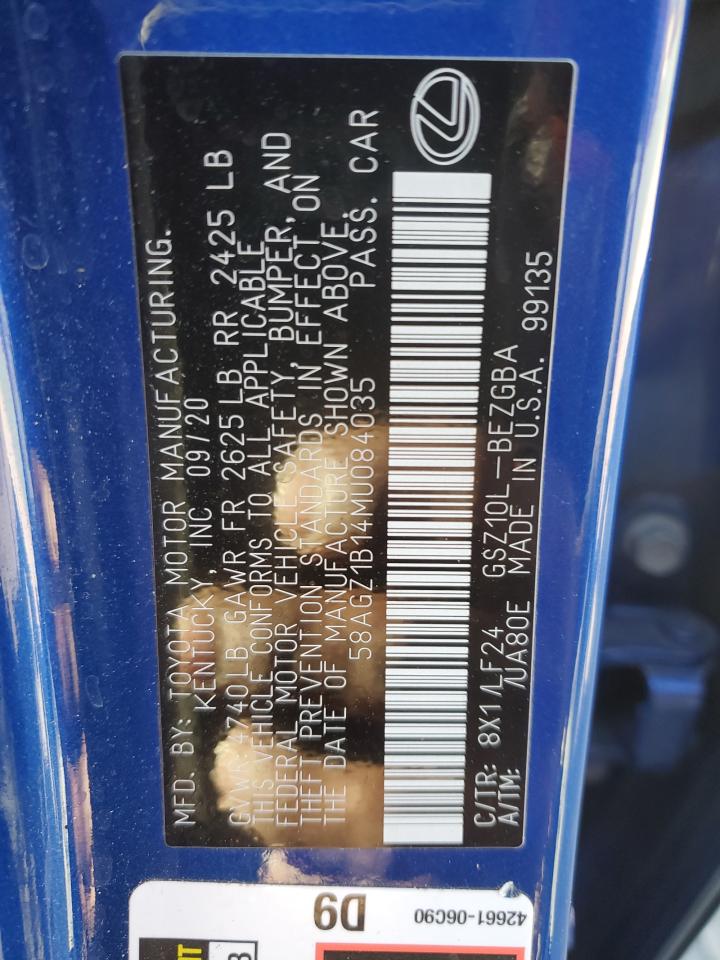 MFD. BY: TOYOTA MOTOR MANUFACTURING.
KENTUCKY, INC 09/20
GVWR 4740 LB GAWR FR 2625 LB RR 2425 LB
THIS VEHICLE CONFORMS TO ALL APPLICABLE
FEDERAL MOTOR VEHICLE SAFETY, BUMPER, AND
THEFT PREVENTION STANDARDS IN EFFECT ON
THE DATE OF MANUFACTURE SHOWN ABOVE.
58AGZ1B14MU084035 PASS. CAR
C/TR: 8X1/LF24 GSZ10L-BEZGBA
A/TM: /UA80E MADE IN U.S.A. 99135
42661-06C90
D9